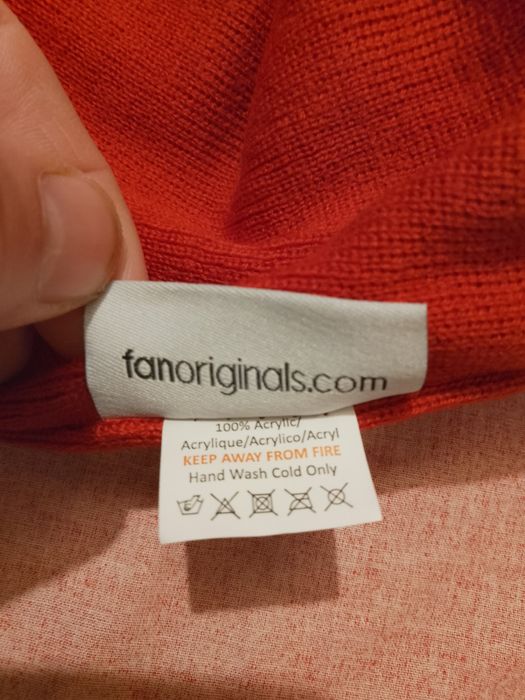 fanoriginals.com
100% Acrylic/
Acrylique/Acrylico/Acryl
KEEP AWAY FROM FIRE
Hand Wash Cold Only